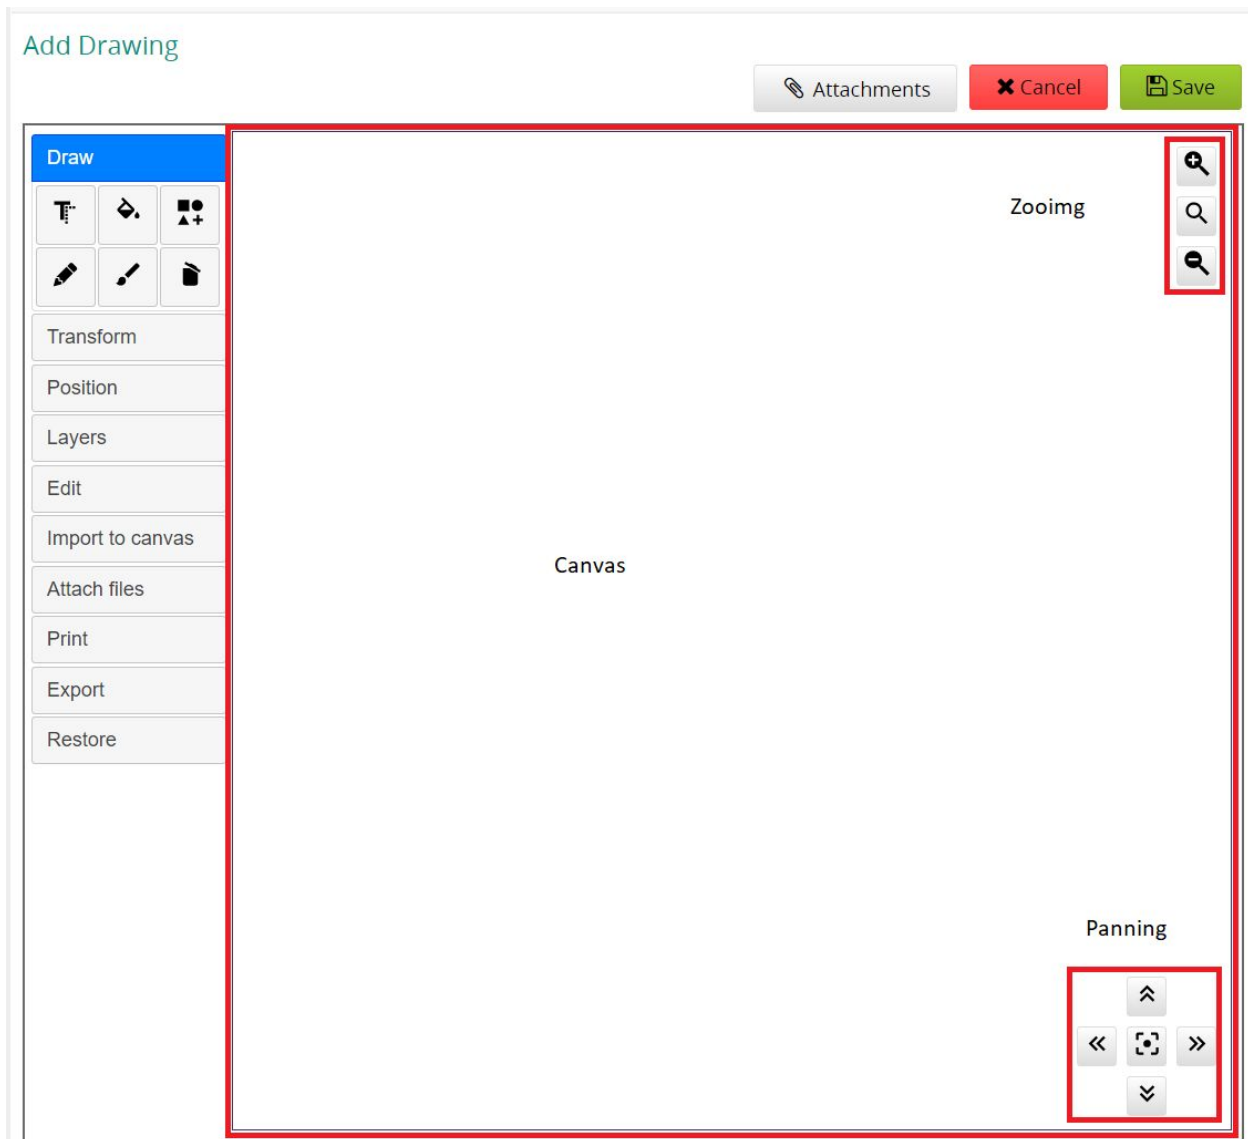 Add Drawing
Attachments
Cancel
Save
Draw
Zooimg
Transform
Position
Layers
Edit
Import to canvas
Canvas
Attach files
Print
Export
Restore
Panning